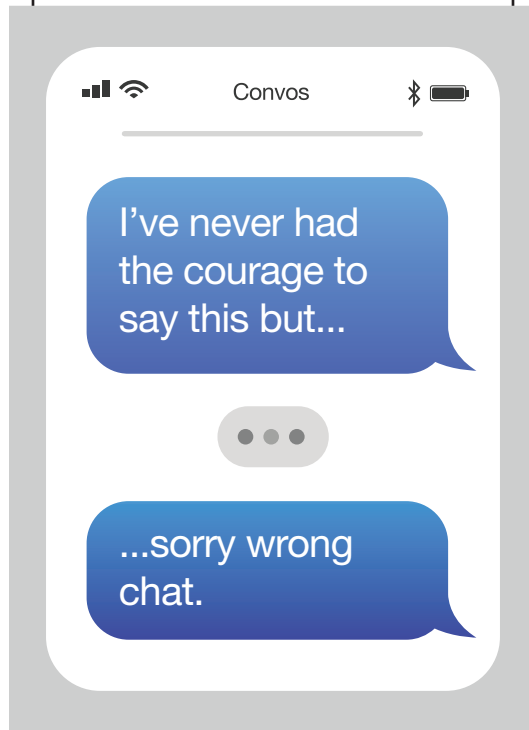 Convos
I’ve never had
the courage to
say this but...
...sorry wrong
chat.